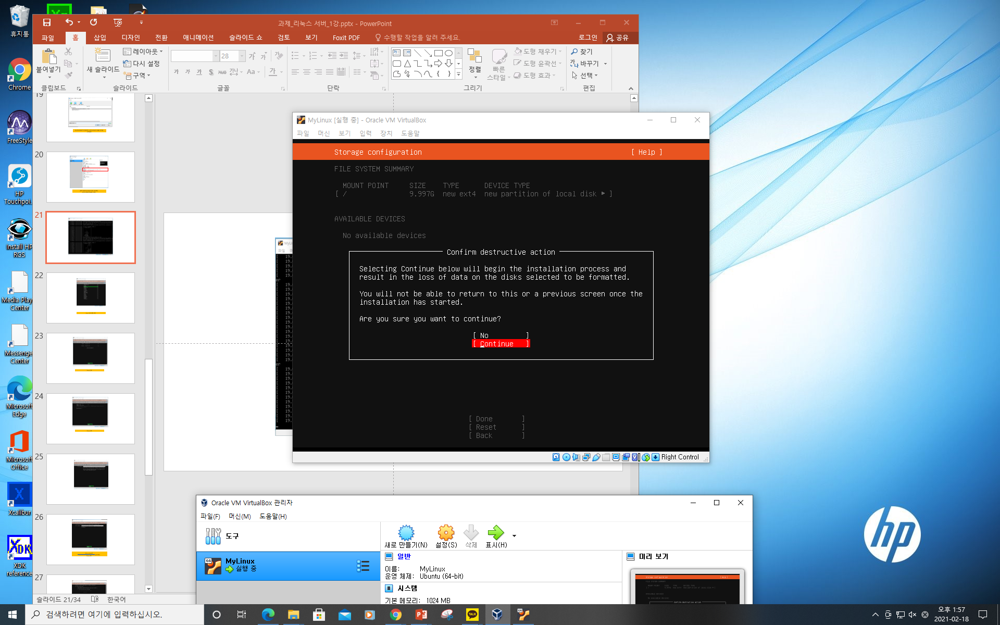 휴지통
Chrome
FreeStyle
HP
Touchpoi...
Install HP
RGS
Media Play
Center
Messenge
Center
Microsoft
Edge
Microsoft
Office
Xcalibur
XDK
reference
과제_리눅스 서버_1강.pptx - PowerPoint
파일 홈 삽입 디자인 전환 애니메이션 슬라이드 쇼 검토 보기 Foxit PDF 수행할 작업을 알려 주세요. 로그인 공유
붙여넣기
새 슬라이드
레이아웃
다시 설정
구역
28
가 가
가 가 가 S 간 Aa 가
정렬
빠른
스타일
도형 채우기
도형 윤곽선
도형 효과
찾기
바꾸기
선택
클립보드 슬라이드 글꼴 단락 그리기 편집
19
20
21
22
23
24
25
26
27
슬라이드 21/34 한국어
MyLinux [실행 중] - Oracle VM VirtualBox
파일 머신 보기 입력 장치 도움말
Storage configuration [ Help ]
FILE SYSTEM SUMMARY
MOUNT POINT SIZE TYPE DEVICE TYPE
[ / 9.997G new ext4 new partition of local disk ▸ ]
AVAILABLE DEVICES
No available devices
Confirm destructive action
Selecting Continue below will begin the installation process and
result in the loss of data on the disks selected to be formatted.
You will not be able to return to this or a previous screen once the
installation has started.
Are you sure you want to continue?
[ No ]
[ Continue ]
[ Done ]
[ Reset ]
[ Back ]
Right Control
Oracle VM VirtualBox 관리자
파일(F) 머신(M) 도움말(H)
도구
새로 만들기(N) 설정(S) 삭제 표시(H)
64
MyLinux
실행 중
일반
이름: MyLinux
운영 체제: Ubuntu (64-bit)
시스템
기본 메모리: 1024 MB
미리 보기
hp
검색하려면 여기에 입력하십시오.
TALK
오후 1:57
2021-02-18